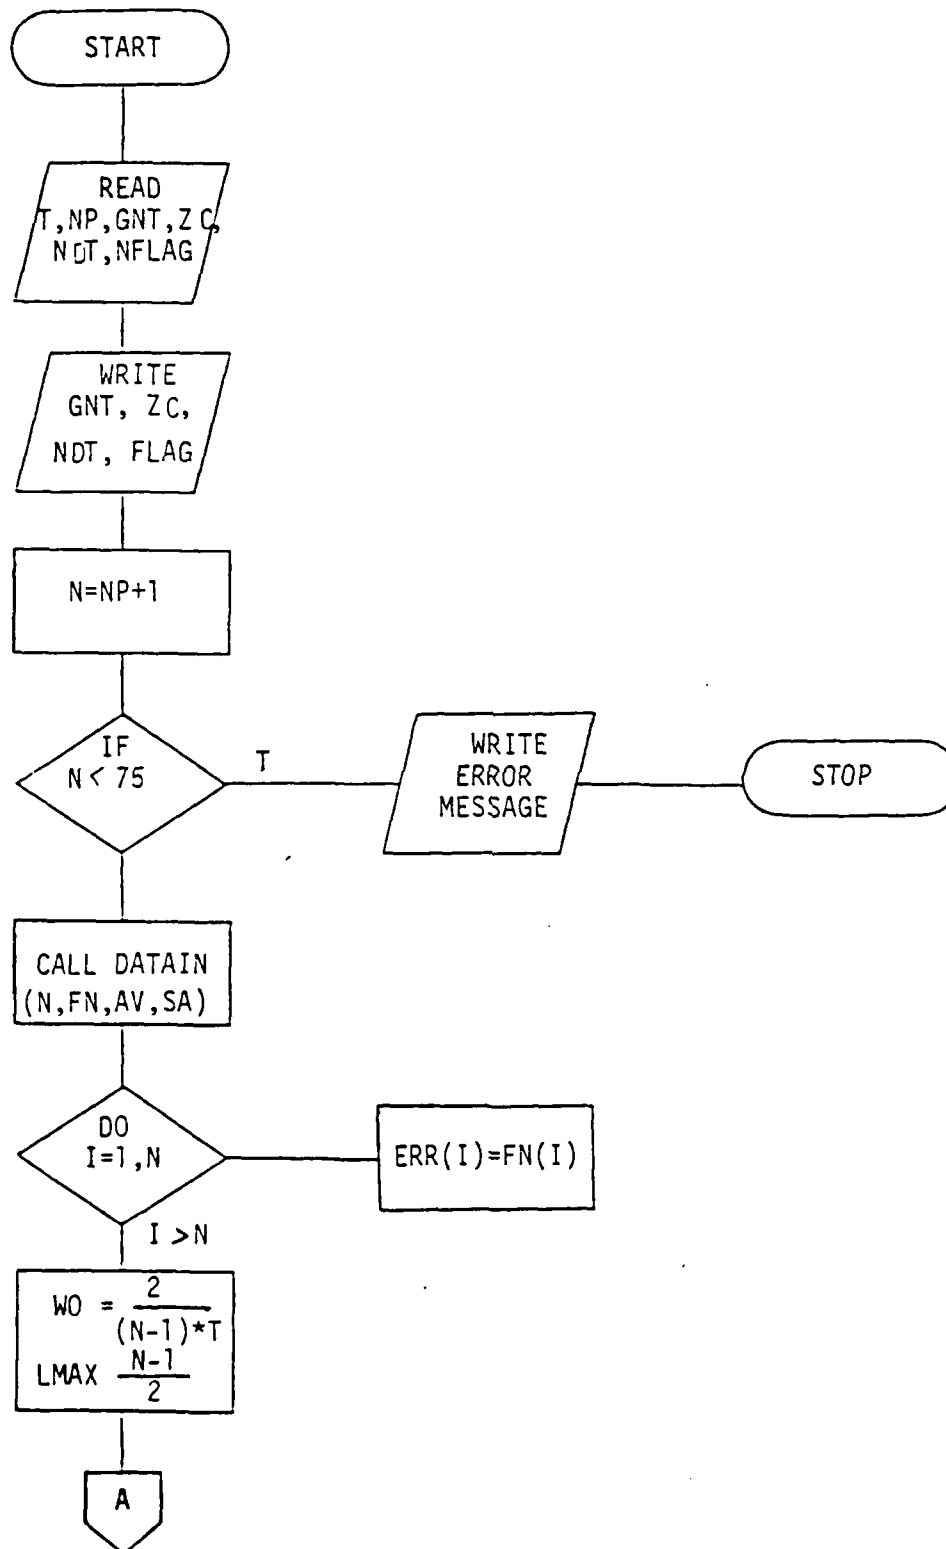 START
READ
T,NP,GNT,ZC,
NDT,NFLAG
WRITE
GNT, ZC,
NDT, FLAG
N=NP+1
IF
N < 75
T
WRITE
ERROR
MESSAGE
STOP
CALL DATAIN
(N,FN,AV,SA)
DO
I=1,N
ERR(I)=FN(I)
I >N
WO = 2
(N-1)*T
LMAX N-1
2
A